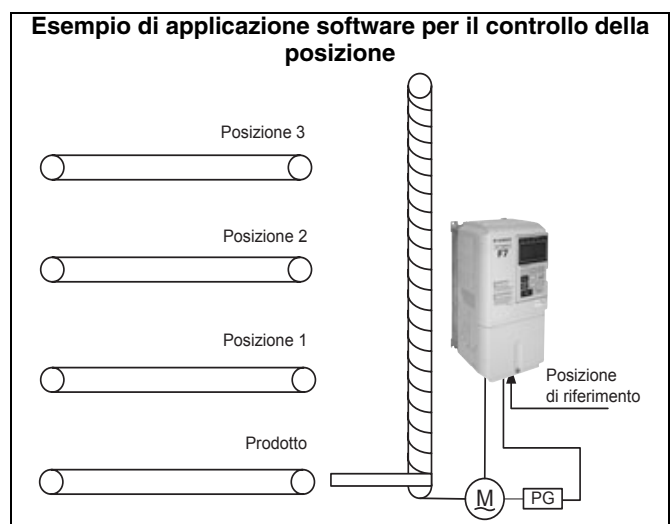 Esempio di applicazione software per il controllo della
posizione
Posizione 3
Posizione 2
F7
Posizione 1
Posizione
di riferimento
Prodotto
M
PG